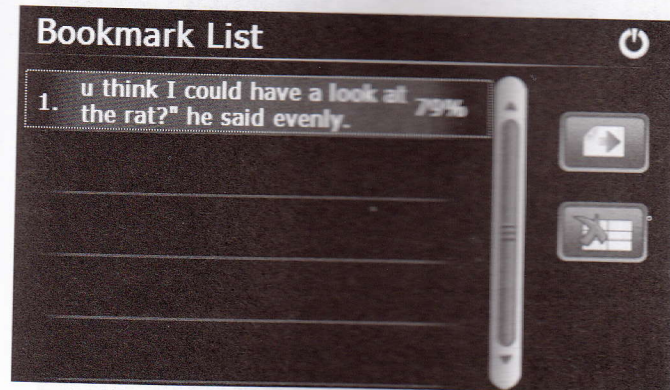 Bookmark List
1. u think I could have a look at 79%
the rat?" he said evenly.